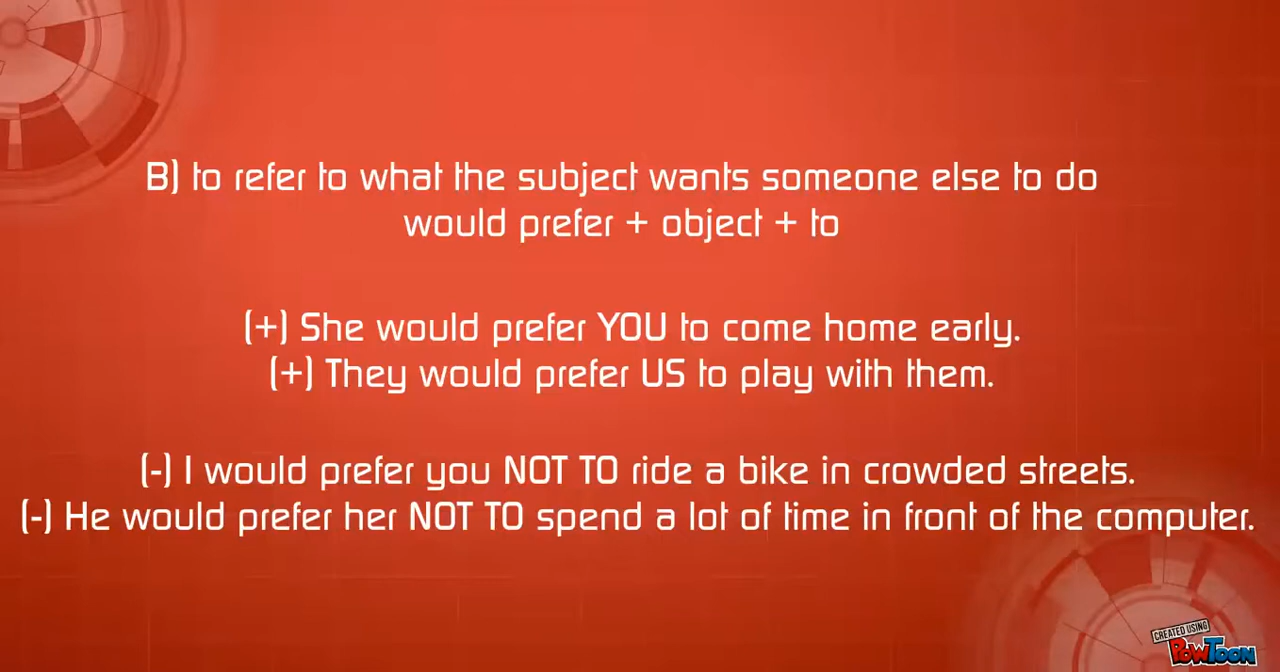 B) to refer to what the subject wants someone else to do
would prefer + object + to
(+) She would prefer YOU to come home early.
(+) They would prefer US to play with them.
(-) I would prefer you NOT TO ride a bike in crowded streets.
(-) He would prefer her NOT TO spend a lot of time in front of the computer.
CREATED USING
POWTOON